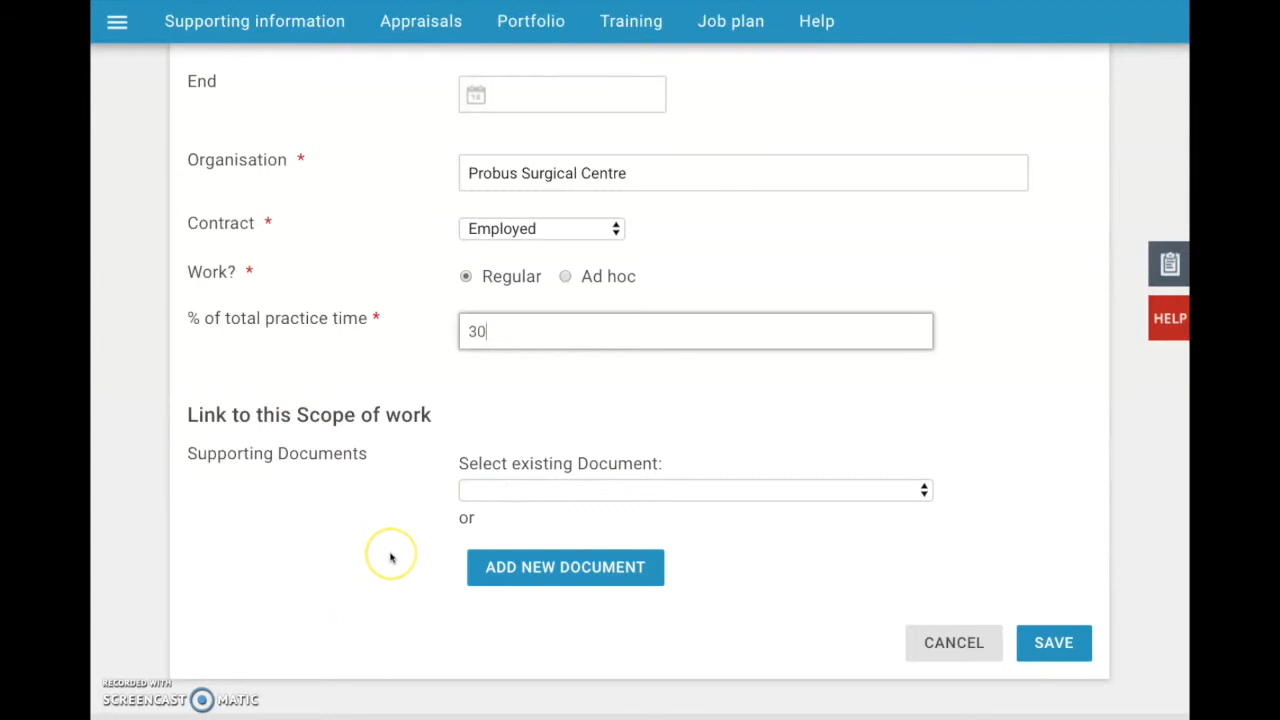 Supporting information Appraisals Portfolio Training Job plan Help
End
Organisation *
Probus Surgical Centre
Contract *
Employed
Work? *
Regular Ad hoc
% of total practice time *
30
HELP
Link to this Scope of work
Supporting Documents
Select existing Document:
or
ADD NEW DOCUMENT
CANCEL SAVE
RECORDED WITH
SCREENCAST MATIC